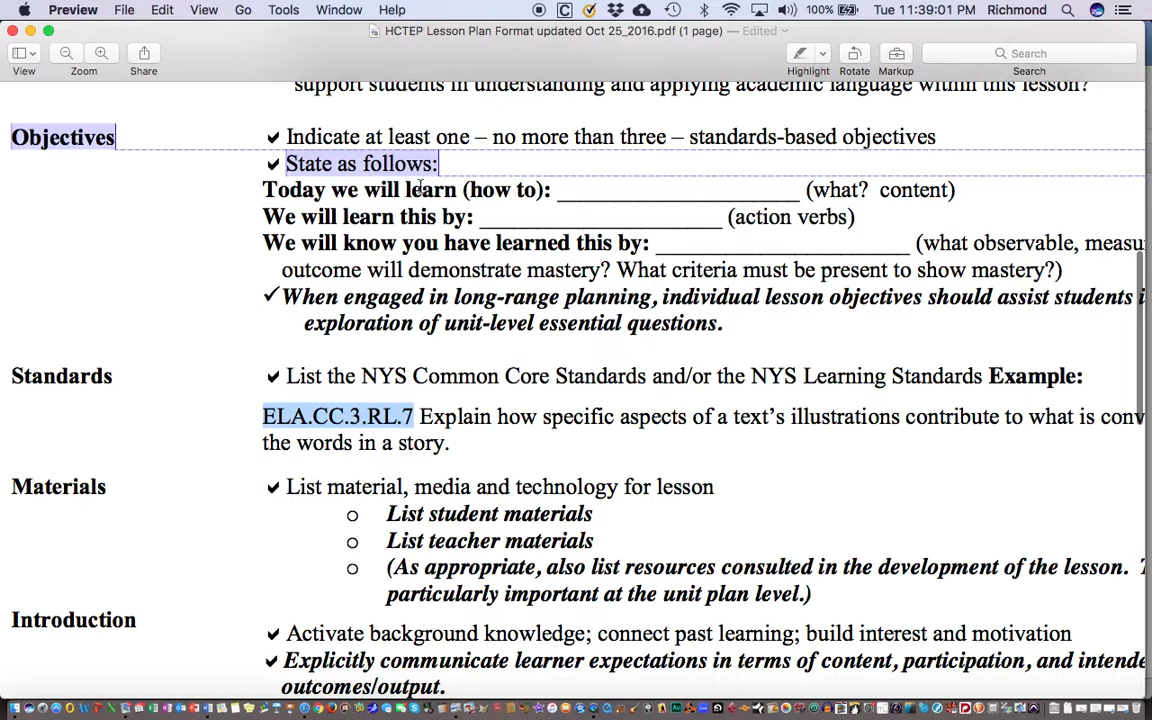 Preview File Edit View Go Tools Window Help 100% Tue 11:39:01 PM Richmond
HCTEP Lesson Plan Format updated Oct 25_2016.pdf (1 page) — Edited
Search
View Zoom Share Highlight Rotate Markup Search
support students in understanding and applying academic language within this lesson?
Objectives ✓ Indicate at least one – no more than three – standards-based objectives
✓ State as follows:
Today we will learn (how to): ____________________ (what? content)
We will learn this by: ____________________ (action verbs)
We will know you have learned this by: _____________________ (what observable, measu
outcome will demonstrate mastery? What criteria must be present to show mastery?)
✓ When engaged in long-range planning, individual lesson objectives should assist students i
exploration of unit-level essential questions.
Standards ✓ List the NYS Common Core Standards and/or the NYS Learning Standards Example:
ELA.CC.3.RL.7 Explain how specific aspects of a text’s illustrations contribute to what is conv
the words in a story.
Materials ✓ List material, media and technology for lesson
o List student materials
o List teacher materials
o (As appropriate, also list resources consulted in the development of the lesson. T
particularly important at the unit plan level.)
Introduction
✓ Activate background knowledge; connect past learning; build interest and motivation
✓ Explicitly communicate learner expectations in terms of content, participation, and intende
outcomes/output.